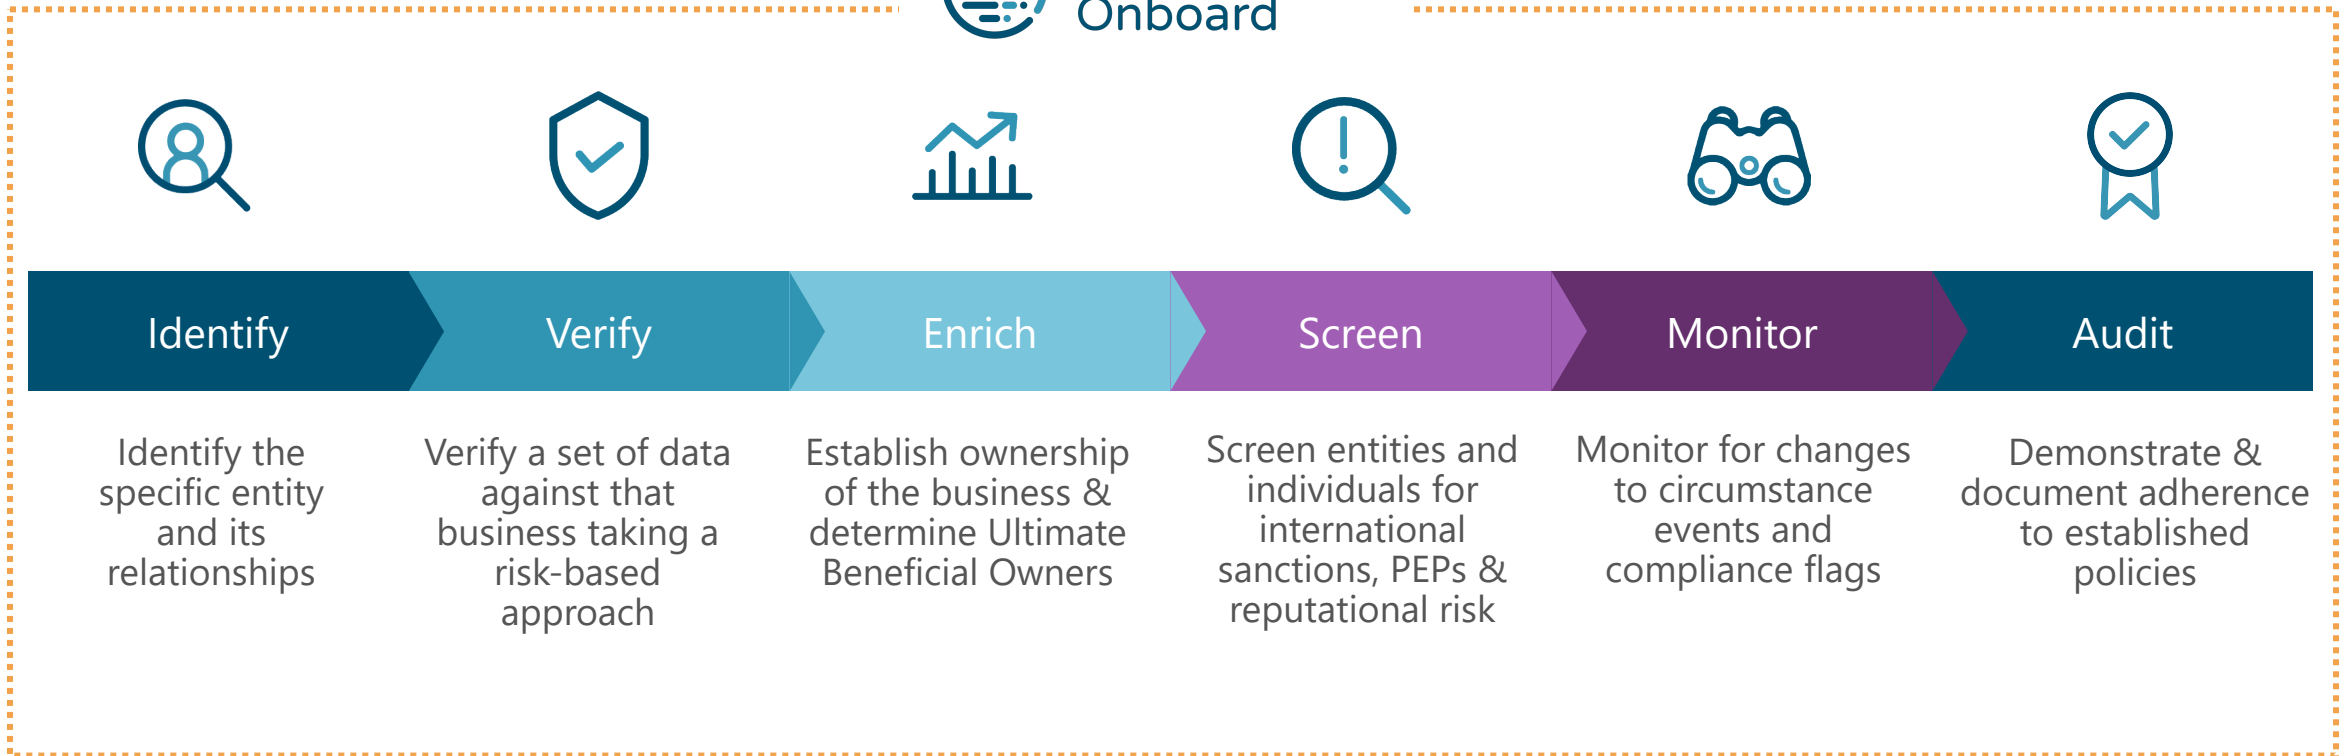 Onboard
Identify
Verify
Enrich
Screen
Monitor
Audit
Identify the
specific entity
and its
relationships
Verify a set of data
against that
business taking a
risk-based
approach
Establish ownership
of the business &
determine Ultimate
Beneficial Owners
Screen entities and
individuals for
international
sanctions, PEPs &
reputational risk
Monitor for changes
to circumstance
events and
compliance flags
Demonstrate &
document adherence
to established
policies